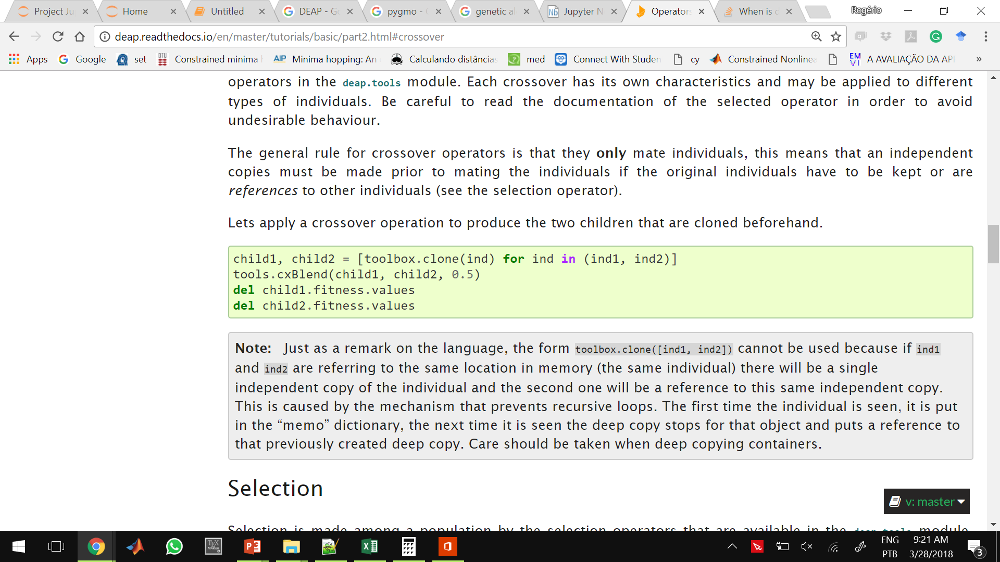 Project Ju
Home
Untitled
DEAP - Go
pygmo -
genetic al
Jupyter N
Operators
When is
Rogério
deap.readthedocs.io/en/master/tutorials/basic/part2.html#crossover
Apps
Google
set
DTU
Constrained minima
AIP
Minima hopping: An
Calculando distâncias
med
Connect With Studen
cy
Constrained Nonlinea
EM
VI
A AVALIAÇÃO DA APR
»
operators in the deap.tools module. Each crossover has its own characteristics and may be applied to different
types of individuals. Be careful to read the documentation of the selected operator in order to avoid
undesirable behaviour.
The general rule for crossover operators is that they only mate individuals, this means that an independent
copies must be made prior to mating the individuals if the original individuals have to be kept or are
references to other individuals (see the selection operator).
Lets apply a crossover operation to produce the two children that are cloned beforehand.
child1, child2 = [toolbox.clone(ind) for ind in (ind1, ind2)]
tools.cxBlend(child1, child2, 0.5)
del child1.fitness.values
del child2.fitness.values
Note: Just as a remark on the language, the form toolbox.clone([ind1, ind2]) cannot be used because if ind1
and ind2 are referring to the same location in memory (the same individual) there will be a single
independent copy of the individual and the second one will be a reference to this same independent copy.
This is caused by the mechanism that prevents recursive loops. The first time the individual is seen, it is put
in the “memo” dictionary, the next time it is seen the deep copy stops for that object and puts a reference to
that previously created deep copy. Care should be taken when deep copying containers.
Selection
v: master
Selection is made among a population by the selection operators that are available in the deap.tools module.
TEX
MAKER
ENG
PTB
9:21 AM
3/28/2018
3